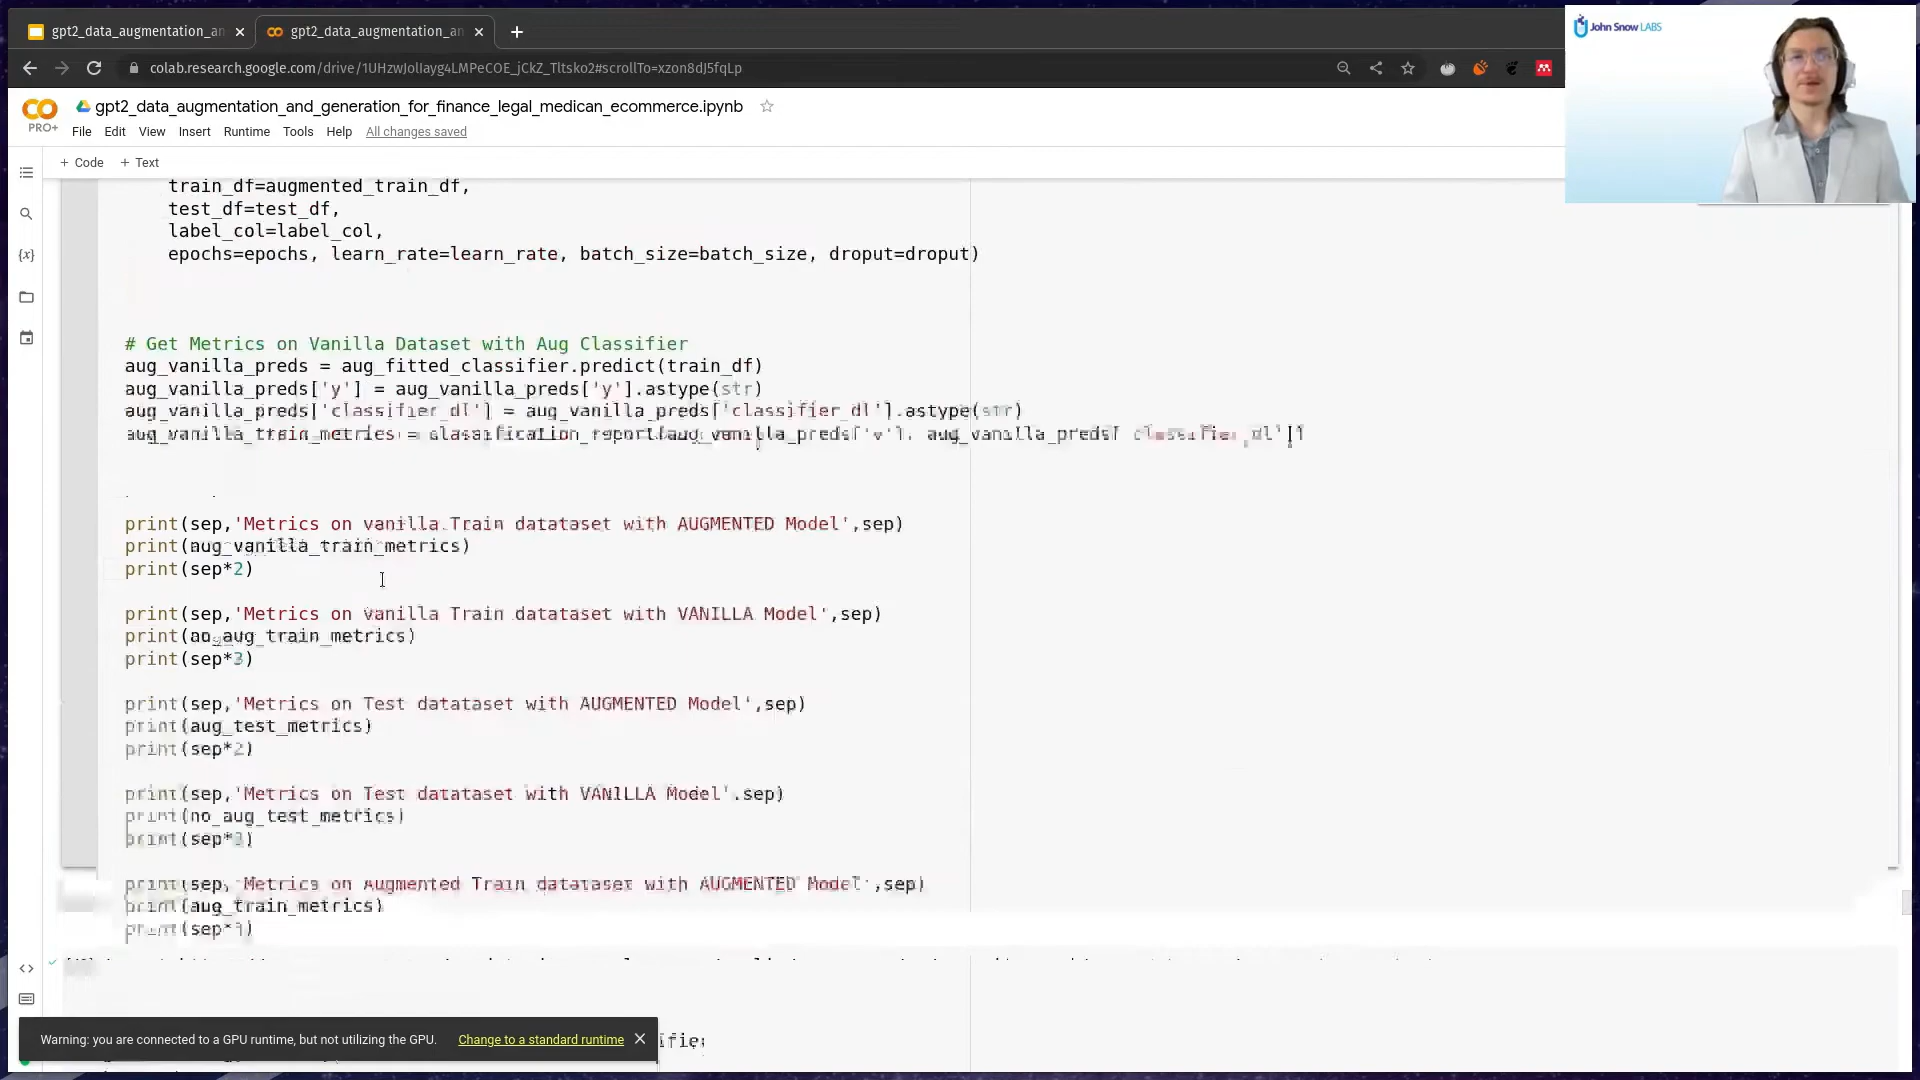 gpt2_data_augmentation_an
gpt2_data_augmentation_an
colab.research.google.com/drive/1UHzwJolIayg4LMPeCOE_jCkZ_Tltsko2#scrollTo=xzon8dJ5fqLp
John Snow LABS
gpt2_data_augmentation_and_generation_for_finance_legal_medican_ecommerce.ipynb
PRO+
File Edit View Insert Runtime Tools Help All changes saved
+ Code + Text
train_df=augmented_train_df,
test_df=test_df,
label_col=label_col,
epochs=epochs, learn_rate=learn_rate, batch_size=batch_size, droput=droput)
# Get Metrics on Vanilla Dataset with Aug Classifier
aug_vanilla_preds = aug_fitted_classifier.predict(train_df)
aug_vanilla_preds['y'] = aug_vanilla_preds['y'].astype(str)
aug_vanilla_preds['classifier_dl'] = aug_vanilla_preds['classifier_dl'].astype(str)
aug_vanilla_train_metrics = classification_report(aug_vanilla_preds['y'], aug_vanilla_preds['classifier_dl'])
print(sep,'Metrics on vanilla Train datataset with AUGMENTED Model',sep)
print(aug_vanilla_train_metrics)
print(sep*2)
print(sep,'Metrics on vanilla Train datataset with VANILLA Model',sep)
print(no_aug_train_metrics)
print(sep*3)
print(sep,'Metrics on Test datataset with AUGMENTED Model',sep)
print(aug_test_metrics)
print(sep*2)
print(sep,'Metrics on Test datataset with VANILLA Model',sep)
print(no_aug_test_metrics)
print(sep*3)
print(sep,'Metrics on Augmented Train datataset with AUGMENTED Model',sep)
print(aug_train_metrics)
Warning: you are connected to a GPU runtime, but not utilizing the GPU. Change to a standard runtime